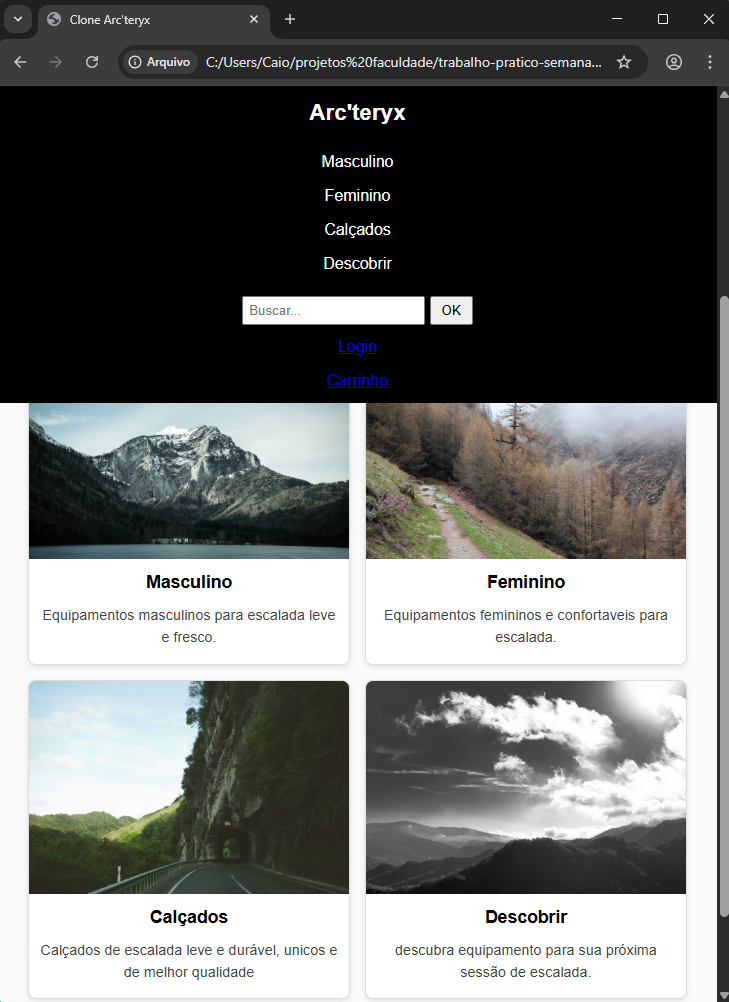 Clone Arc'teryx
Arquivo
C:/Users/Caio/projetos%20faculdade/trabalho-pratico-semana...
Arc'teryx
Masculino
Feminino
Calçados
Descobrir
Buscar...
OK
Login
Carrinho
Masculino
Equipamentos masculinos para escalada leve
e fresco.
Feminino
Equipamentos femininos e confortaveis para
escalada.
Calçados
Calçados de escalada leve e durável, unicos e
de melhor qualidade
Descobrir
descubra equipamento para sua próxima
sessão de escalada.